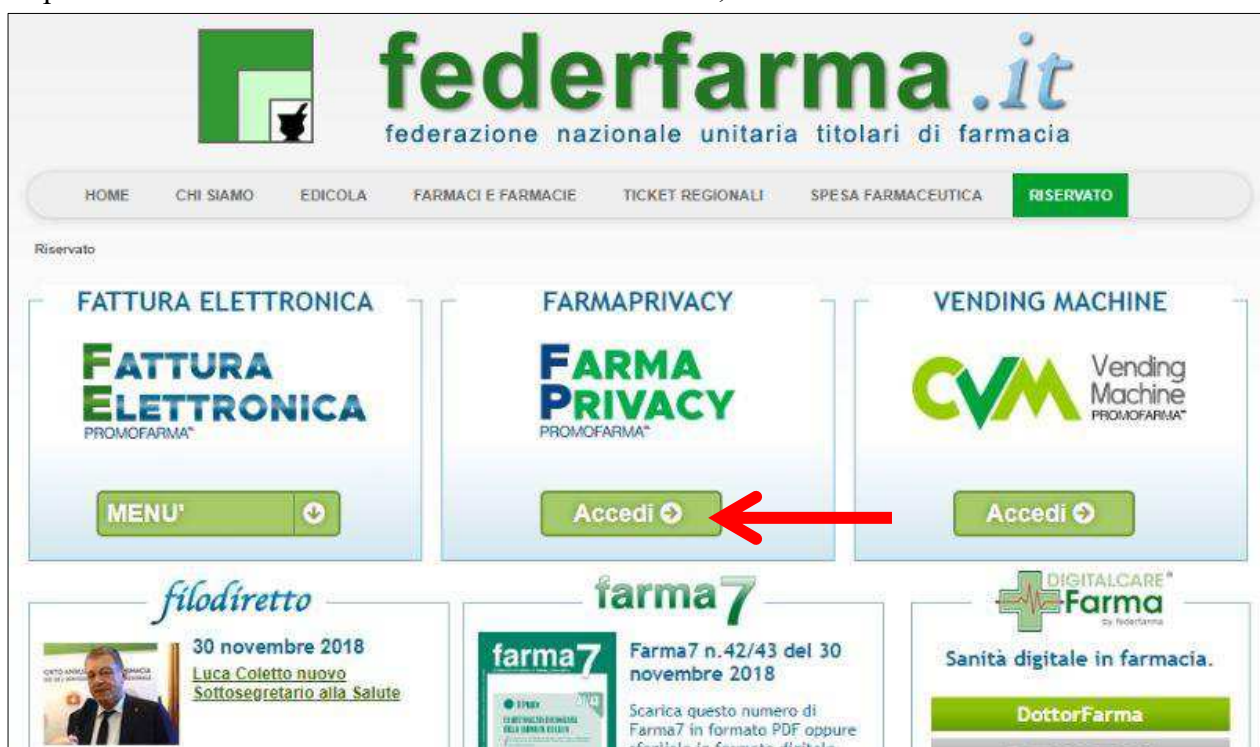 federfarma.it
federazione nazionale unitaria titolari di farmacia
HOME CHI SIAMO EDICOLA FARMACI E FARMACIE TICKET REGIONALI SPESA FARMACEUTICA RISERVATO
Riservato
FATTURA ELETTRONICA
FATTURA
ELETTRONICA
PROMOFARMA
MENU'
FARMAPRIVACY
FARMA
PRIVACY
PROMOFARMA
Accedi
VENDING MACHINE
CVM Vending
Machine
PROMOFARMA
Accedi
filodiretto
30 novembre 2018
Luca Coletto nuovo
Sottosegretario alla Salute
farma7
farma7
Farma7 n.42/43 del 30
novembre 2018
Scarica questo numero di
Farma7 in formato PDF oppure
DIGITALCARE
Farma
by federfarma
Sanità digitale in farmacia.
DottorFarma